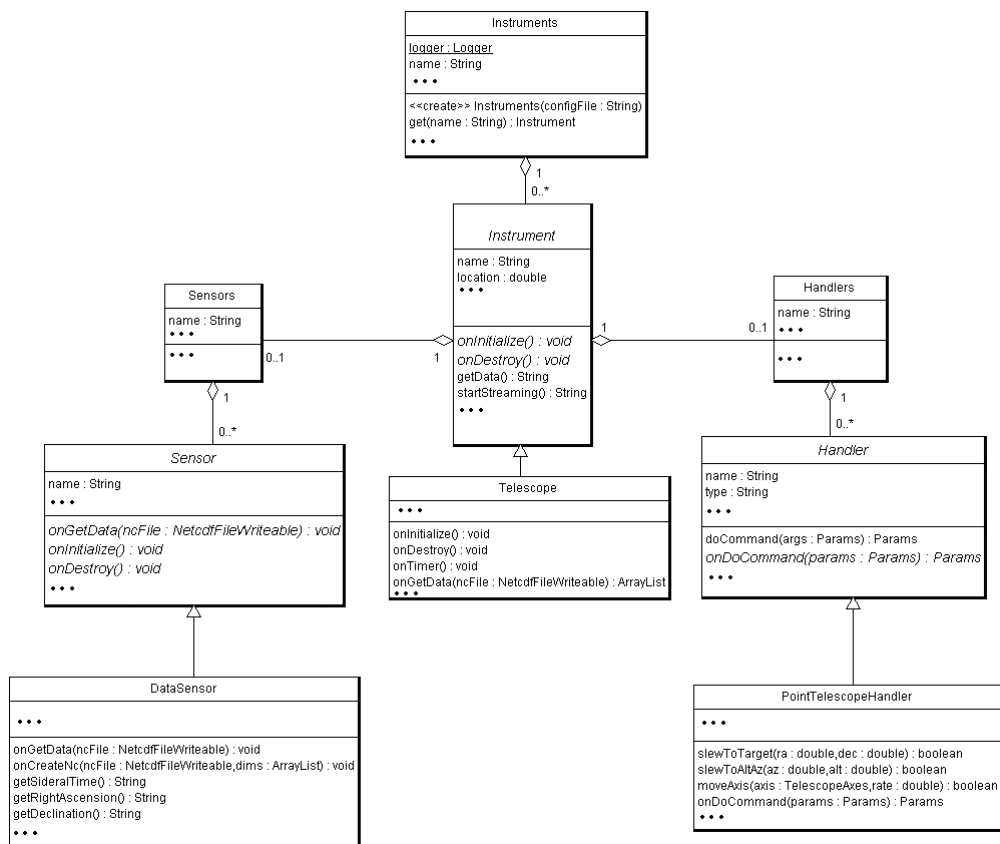 Instruments
logger : Logger
name : String
•••
<<create>> Instruments(configFile : String)
get(name : String) : Instrument
•••
1
0..*
Instrument
name : String
location : double
•••
onInitialize() : void
onDestroy() : void
getData() : String
startStreaming() : String
•••
Sensors
name : String
•••
•••
0..1
1
1
0..1
Handlers
name : String
•••
•••
1
0..*
Sensor
name : String
•••
onGetData(ncFile : NetcdfFileWriteable) : void
onInitialize() : void
onDestroy() : void
•••
Telescope
•••
onInitialize() : void
onDestroy() : void
onTimer() : void
onGetData(ncFile : NetcdfFileWriteable) : ArrayList
•••
1
0..*
Handler
name : String
type : String
•••
doCommand(args : Params) : Params
onDoCommand(params : Params) : Params
•••
DataSensor
•••
onGetData(ncFile : NetcdfFileWriteable) : void
onCreateNc(ncFile : NetcdfFileWriteable,dims : ArrayList) : void
getSideralTime() : String
getRightAscension() : String
getDeclination() : String
•••
PointTelescopeHandler
•••
slewToTarget(ra : double,dec : double) : boolean
slewToAltAz(az : double,alt : double) : boolean
moveAxis(axis : TelescopeAxes,rate : double) : boolean
onDoCommand(params : Params) : Params
•••